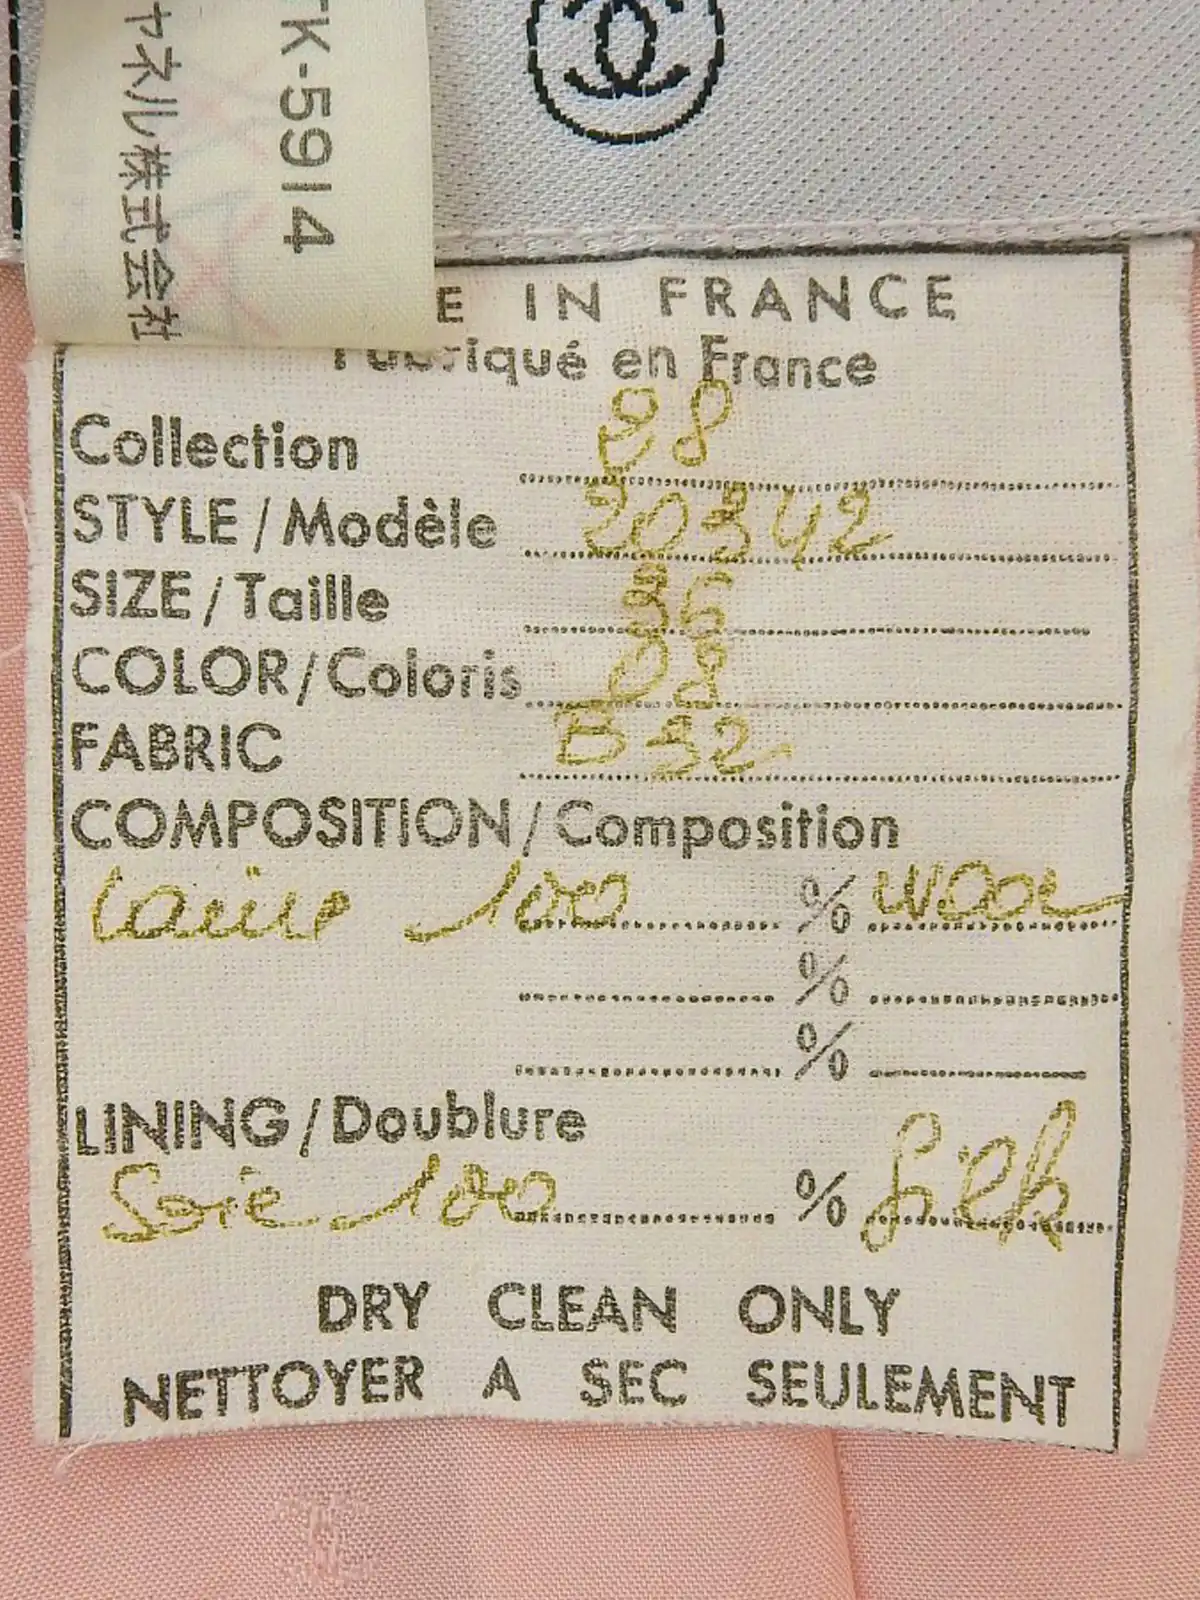 TK-5914
ャネル株式会社
E IN FRANCE
Fabriqué en France
Collection 28
STYLE / Modèle 20342
SIZE / Taille 36
COLOR / Coloris 08
FABRIC B32
COMPOSITION / Composition
Laine 100 % wool
%
%
LINING / Doublure
Soie 100 % Silk
DRY CLEAN ONLY
NETTOYER A SEC SEULEMENT